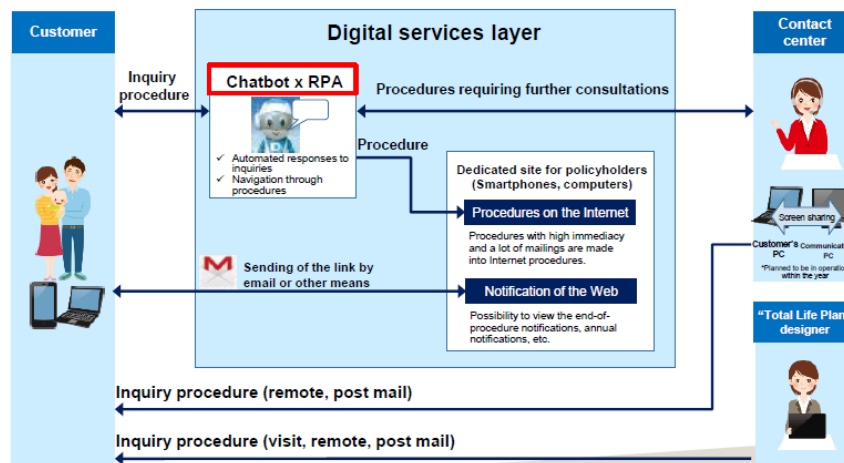 Customer
Digital services layer
Contact
center
Inquiry
procedure
Chatbot x RPA
Procedures requiring further consultations
✓ Automated responses to
inquiries
✓ Navigation through
procedures
Procedure
Dedicated site for policyholders
(Smartphones, computers)
Procedures on the Internet
Procedures with high immediacy
and a lot of mailings are made
into Internet procedures.
Screen sharing
Customer's
PC
PC
*Planned to be in
within the year
Sending of the link by
email or other means
Notification of the Web
Possibility to view the end-of-
procedure notifications, annual
notifications, etc.
"Total Life Plan
designer
Inquiry procedure (remote, post mail)
Inquiry procedure (visit, remote, post mail)